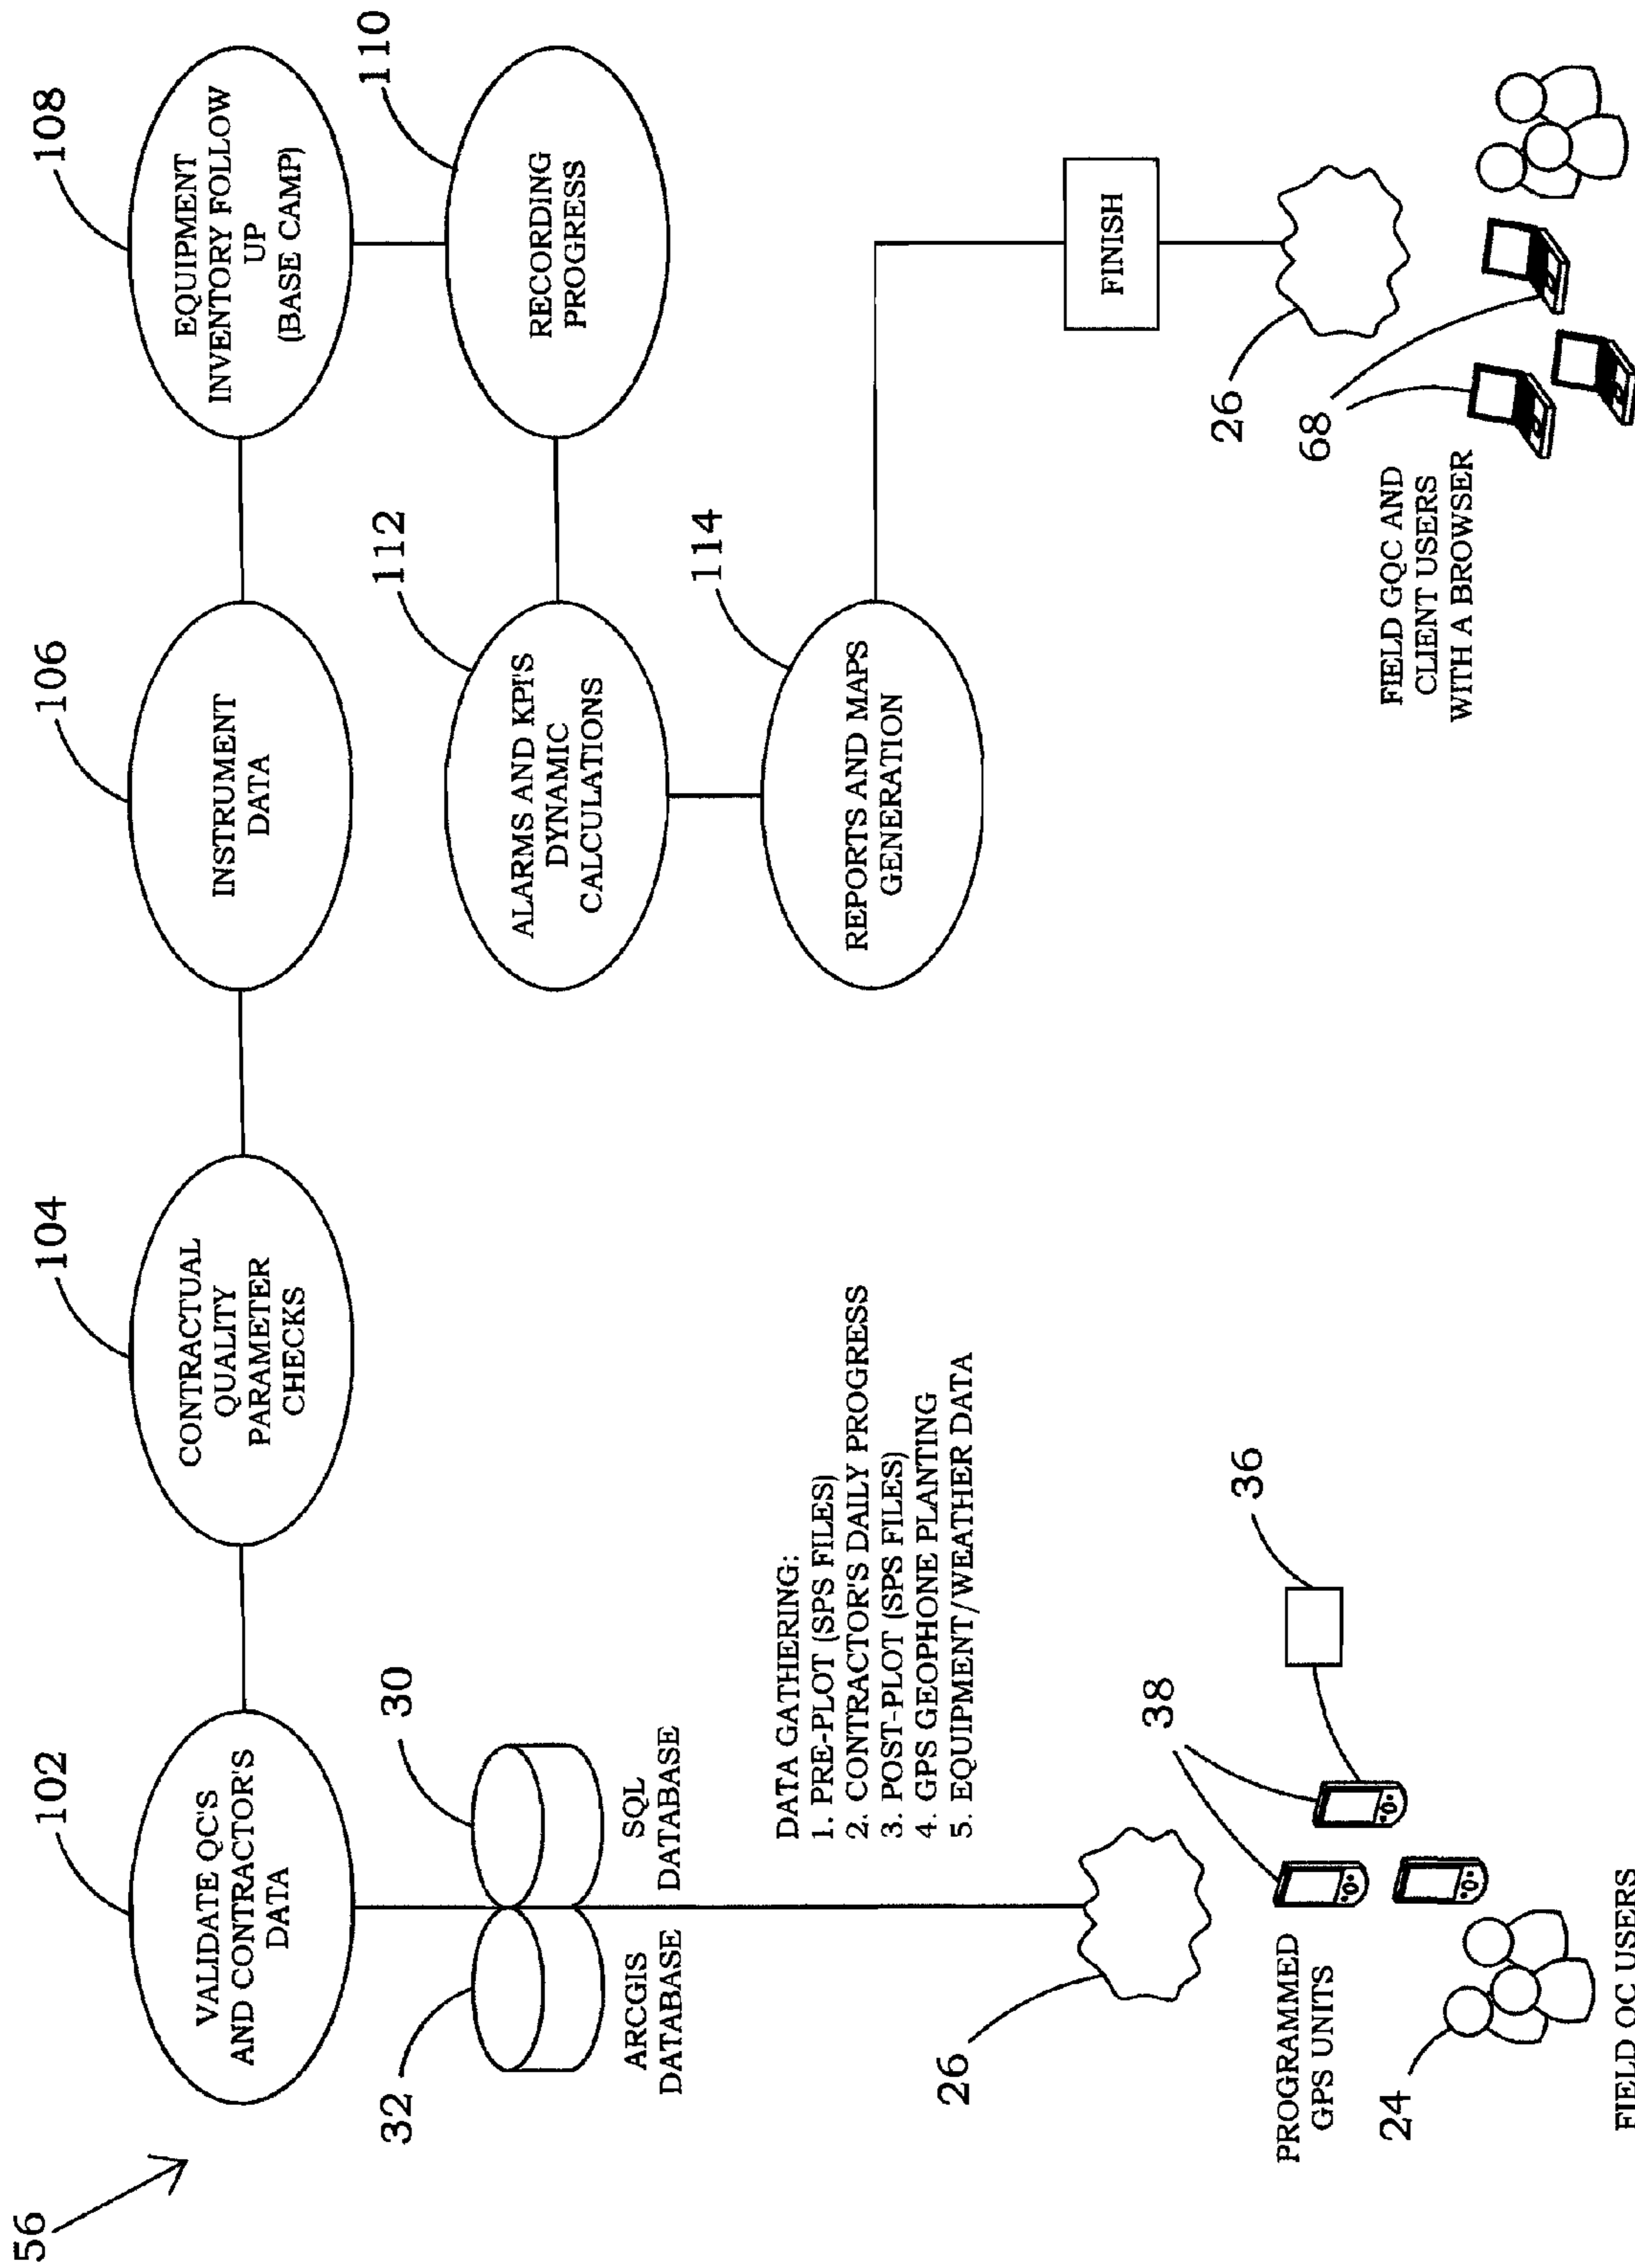 56
102
VALIDATE QC'S
AND CONTRACTOR'S
DATA
104
CONTRACTUAL
QUALITY
PARAMETER
CHECKS
106
INSTRUMENT
DATA
108
EQUIPMENT
INVENTORY FOLLOW
UP
(BASE CAMP)
110
RECORDING
PROGRESS
112
ALARMS AND KPI'S
DYNAMIC
CALCULATIONS
114
REPORTS AND MAPS
GENERATION
FINISH
32
30
ARCGIS
DATABASE
SQL
DATABASE
DATA GATHERING:
1. PRE-PLOT (SPS FILES)
2. CONTRACTOR'S DAILY PROGRESS
3. POST-PLOT (SPS FILES)
4. GPS GEOPHONE PLANTING
5. EQUIPMENT/WEATHER DATA
26
PROGRAMMED
GPS UNITS
38
36
24
FIELD QC USERS
26
68
FIELD GQC AND
CLIENT USERS
WITH A BROWSER